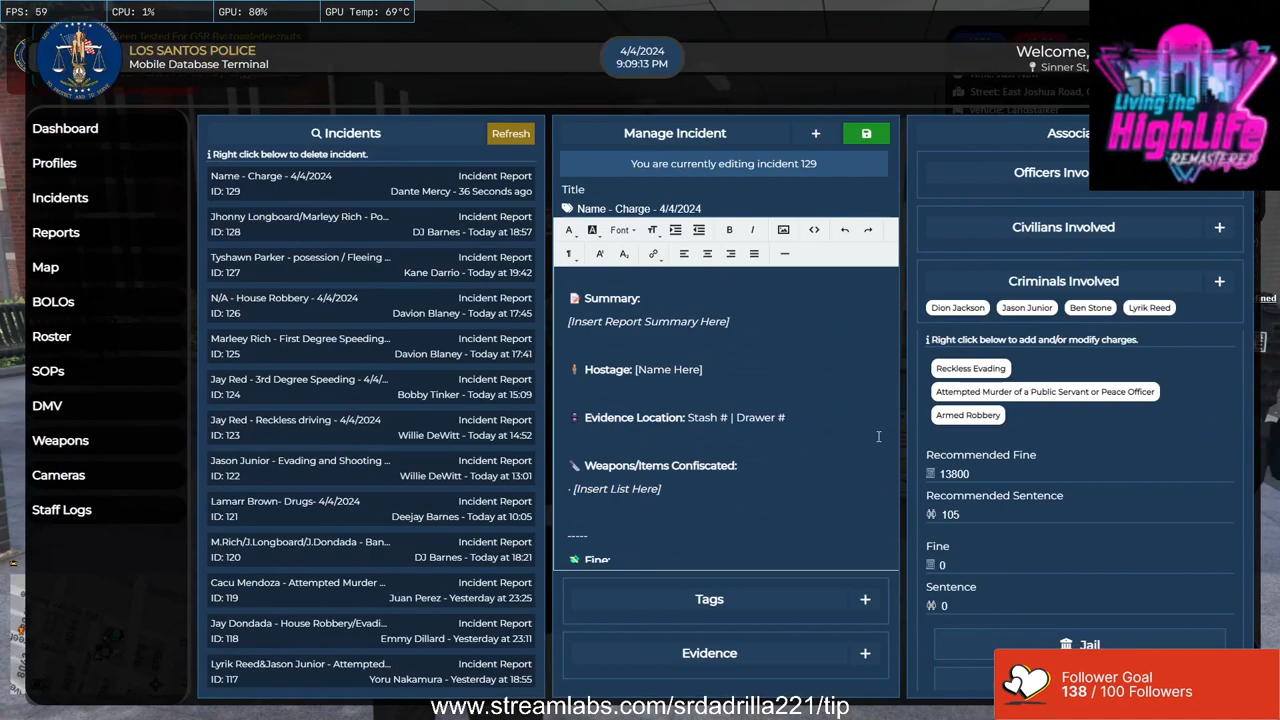 FPS: 59 CPU: 1% GPU: 80% GPU Temp: 69°C
LOS SANTOS POLICE
Mobile Database Terminal
4/4/2024
9:09:13 PM
Welcome,
Sinner St,
Street: East Joshua Road,
Vehicle: Landstalker
LIVING THE
HIGHLIFE
REMASTERED
Dashboard
Profiles
Incidents
Reports
Map
BOLOs
Roster
SOPs
DMV
Weapons
Cameras
Staff Logs
Incidents
Refresh
Right click below to delete incident.
Name - Charge - 4/4/2024 Incident Report
ID: 129 Dante Mercy - 36 Seconds ago
Jhonny Longboard/Marleyy Rich - Po... Incident Report
ID: 128 DJ Barnes - Today at 18:57
Tyshawn Parker - posession / Fleeing ... Incident Report
ID: 127 Kane Darrio - Today at 19:42
N/A - House Robbery - 4/4/2024 Incident Report
ID: 126 Davion Blaney - Today at 17:45
Marleey Rich - First Degree Speeding... Incident Report
ID: 125 Davion Blaney - Today at 17:41
Jay Red - 3rd Degree Speeding - 4/4/... Incident Report
ID: 124 Bobby Tinker - Today at 15:09
Jay Red - Reckless driving - 4/4/2024 Incident Report
ID: 123 Willie DeWitt - Today at 14:52
Jason Junior - Evading and Shooting ... Incident Report
ID: 122 Willie DeWitt - Today at 13:01
Lamarr Brown- Drugs- 4/4/2024 Incident Report
ID: 121 Deejay Barnes - Today at 10:05
M.Rich/J.Longboard/J.Dondada - Ban... Incident Report
ID: 120 DJ Barnes - Today at 18:21
Cacu Mendoza - Attempted Murder ... Incident Report
ID: 119 Juan Perez - Yesterday at 23:25
Jay Dondada - House Robbery/Evadi... Incident Report
ID: 118 Emmy Dillard - Yesterday at 23:11
Lyrik Reed&Jason Junior - Attempted... Incident Report
ID: 117 Yoru Nakumura - Yesterday at 18:55
Manage Incident
You are currently editing incident 129
Title
Name - Charge - 4/4/2024
Font
Summary:
[Insert Report Summary Here]
Hostage: [Name Here]
Evidence Location: Stash # | Drawer #
Weapons/Items Confiscated:
· [Insert List Here]
-----
Fine:
Tags
Evidence
Associa
Officers Invo
Civilians Involved
Criminals Involved
Dion Jackson Jason Junior Ben Stone Lyrik Reed
Right click below to add and/or modify charges.
Reckless Evading
Attempted Murder of a Public Servant or Peace Officer
Armed Robbery
Recommended Fine
13800
Recommended Sentence
105
Fine
0
Sentence
0
Jail
Follower Goal
138 / 100 Followers
www.streamlabs.com/srdadrilla221/tip